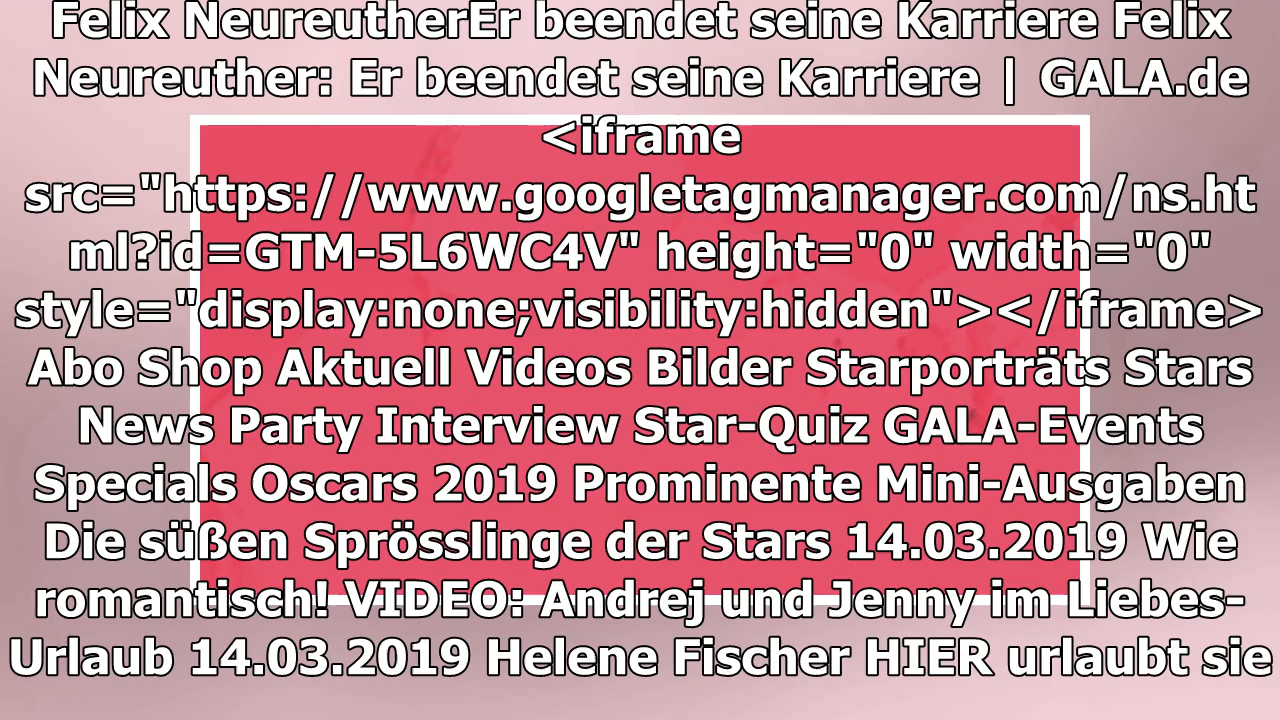 Felix NeureutherEr beendet seine Karriere Felix
Neureuther: Er beendet seine Karriere | GALA.de
<iframe
src="https://www.googletagmanager.com/ns.ht
ml?id=GTM-5L6WC4V" height="0" width="0"
style="display:none;visibility:hidden"></iframe>
Abo Shop Aktuell Videos Bilder Starporträts Stars
News Party Interview Star-Quiz GALA-Events
Specials Oscars 2019 Prominente Mini-Ausgaben
Die süßen Sprösslinge der Stars 14.03.2019 Wie
romantisch! VIDEO: Andrej und Jenny im Liebes-
Urlaub 14.03.2019 Helene Fischer HIER urlaubt sie